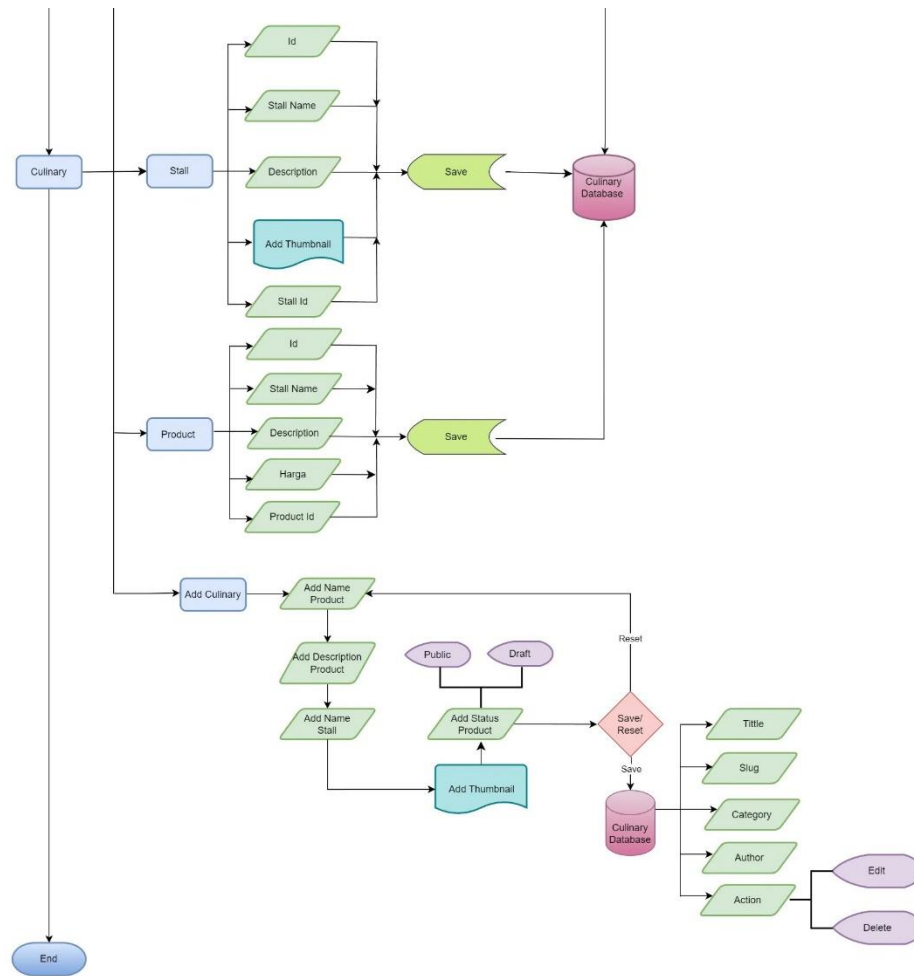 Id
Stall Name
Culinary
Stall
Description
Save
Culinary
Database
Add Thumbnail
Stall Id
Id
Stall Name
Product
Description
Save
Harga
Product Id
Add Culinary
Add Name
Product
Reset
Add Description
Product
Public
Draft
Add Name
Stall
Add Status
Product
Save/
Reset
Tittle
Save
Slug
Add Thumbnail
Culinary
Database
Category
Author
Edit
Action
Delete
End